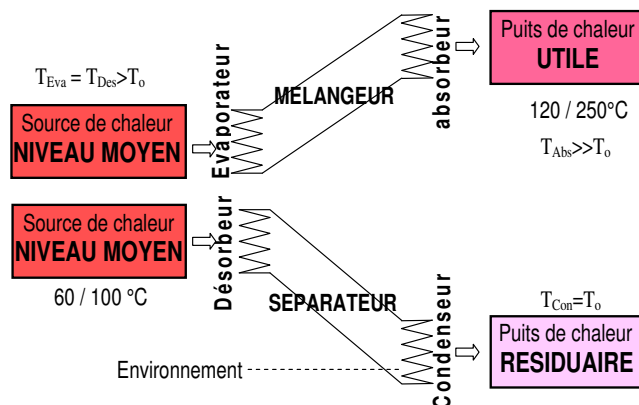 T_Eva = T_Des>T_o
Source de chaleur
NIVEAU MOYEN
Evaporateur
MELANGEUR
absorbeur
Puits de chaleur
UTILE
120 / 250°C
T_Abs>>T_o
Source de chaleur
NIVEAU MOYEN
60 / 100 °C
Désorbeur
SEPARATEUR
Condenseur
T_Con=T_o
Puits de chaleur
RESIDUAIRE
Environnement